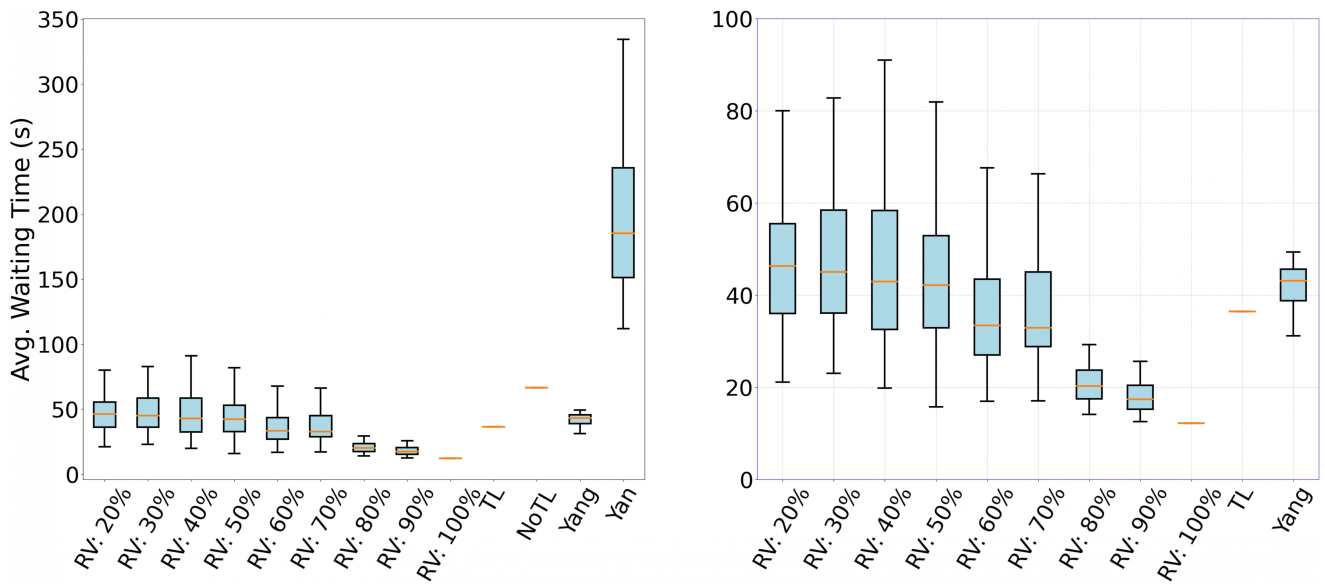 Avg. Waiting Time (s)
350
300
250
200
150
100
50
0
RV: 20%
RV: 30%
RV: 40%
RV: 50%
RV: 60%
RV: 70%
RV: 80%
RV: 90%
RV: 100%
TL
NoTL
Yang
Yan
100
80
60
40
20
0
RV: 20%
RV: 30%
RV: 40%
RV: 50%
RV: 60%
RV: 70%
RV: 80%
RV: 90%
RV: 100%
TL
Yang